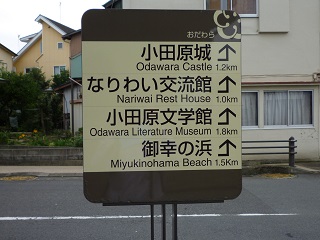 おだわら
小田原城
Odawara Castle 1.2km
なりわい交流館
Nariwai Rest House 1.0km
小田原文学館
Odawara Literature Museum 1.8km
御幸の浜
Miyukinohama Beach 1.5Km